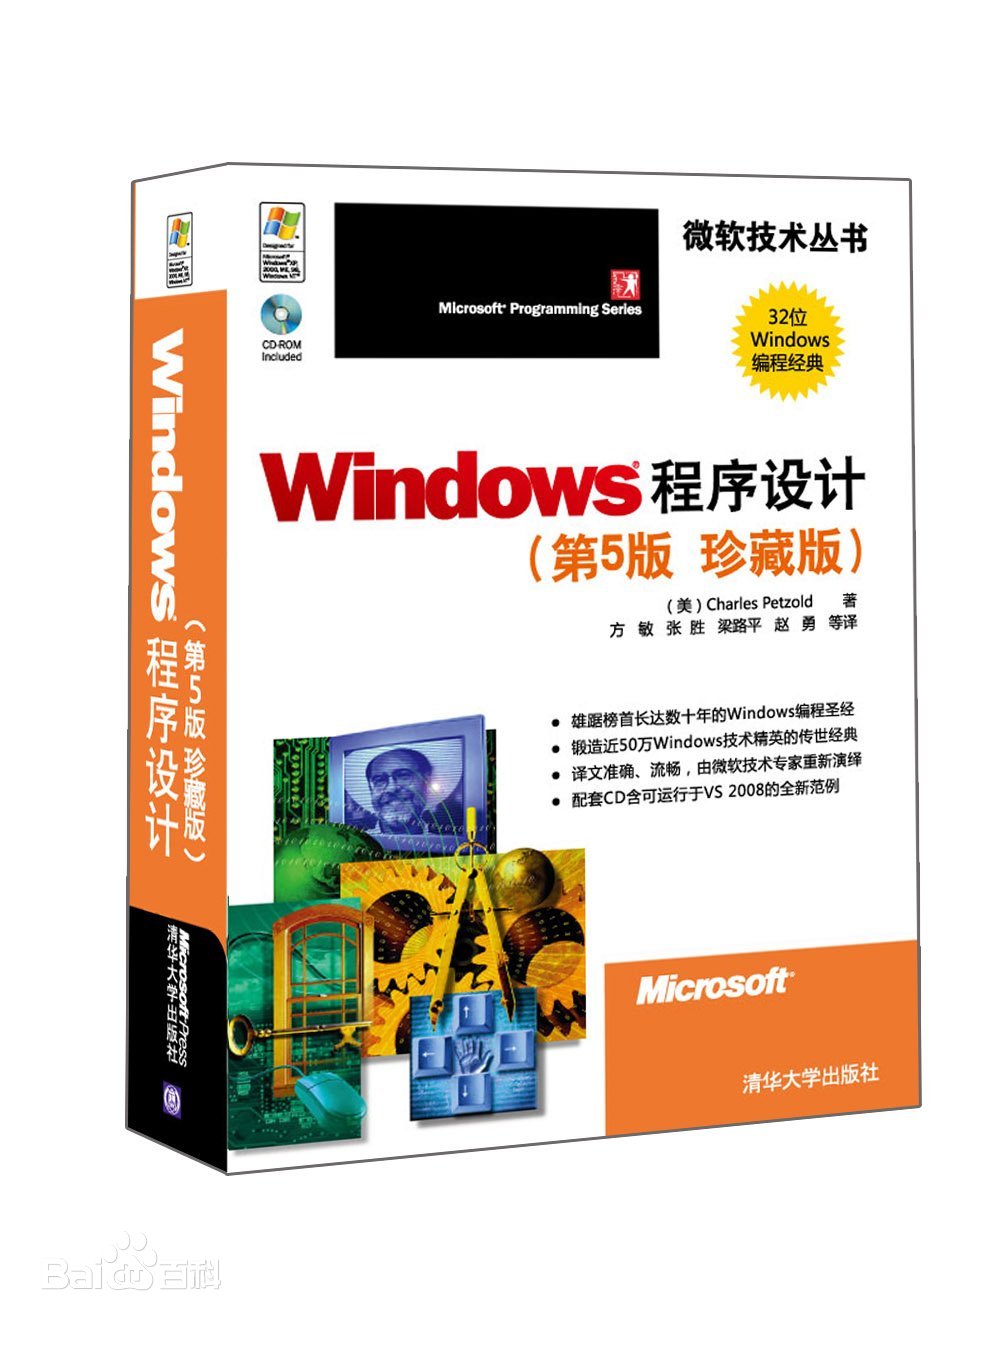 Designed for
Microsoft®
Windows®XP,
2000, ME, 98,
Windows NT®
CD-ROM
Included
Microsoft® Programming Series
微软技术丛书
32位
Windows
编程经典
Windows® 程序设计
（第5版 珍藏版）
（美）Charles Petzold 著
方 敏 张 胜 梁路平 赵 勇 等译
● 雄踞榜首长达数十年的Windows编程圣经
● 锻造近50万Windows技术精英的传世经典
● 译文准确、流畅，由微软技术专家重新演绎
● 配套CD含可运行于VS 2008的全新范例
Microsoft®
清华大学出版社
Windows® 程序设计
（第5版 珍藏版）
Microsoft·Press
清华大学出版社
Bai百科